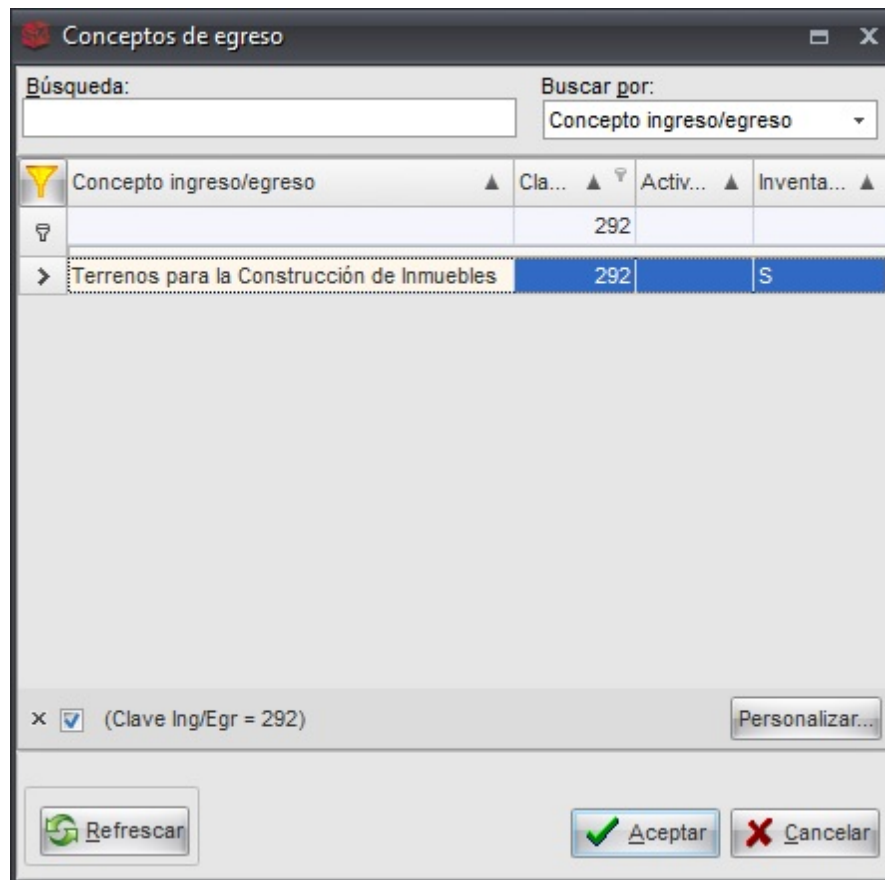 Conceptos de egreso
Búsqueda:
Buscar por:
Concepto ingreso/egreso
Concepto ingreso/egreso
Cla...
Activ...
Inventa...
292
Terrenos para la Construcción de Inmuebles
292
S
(Clave Ing/Egr = 292)
Personalizar...
Refrescar
Aceptar
Cancelar